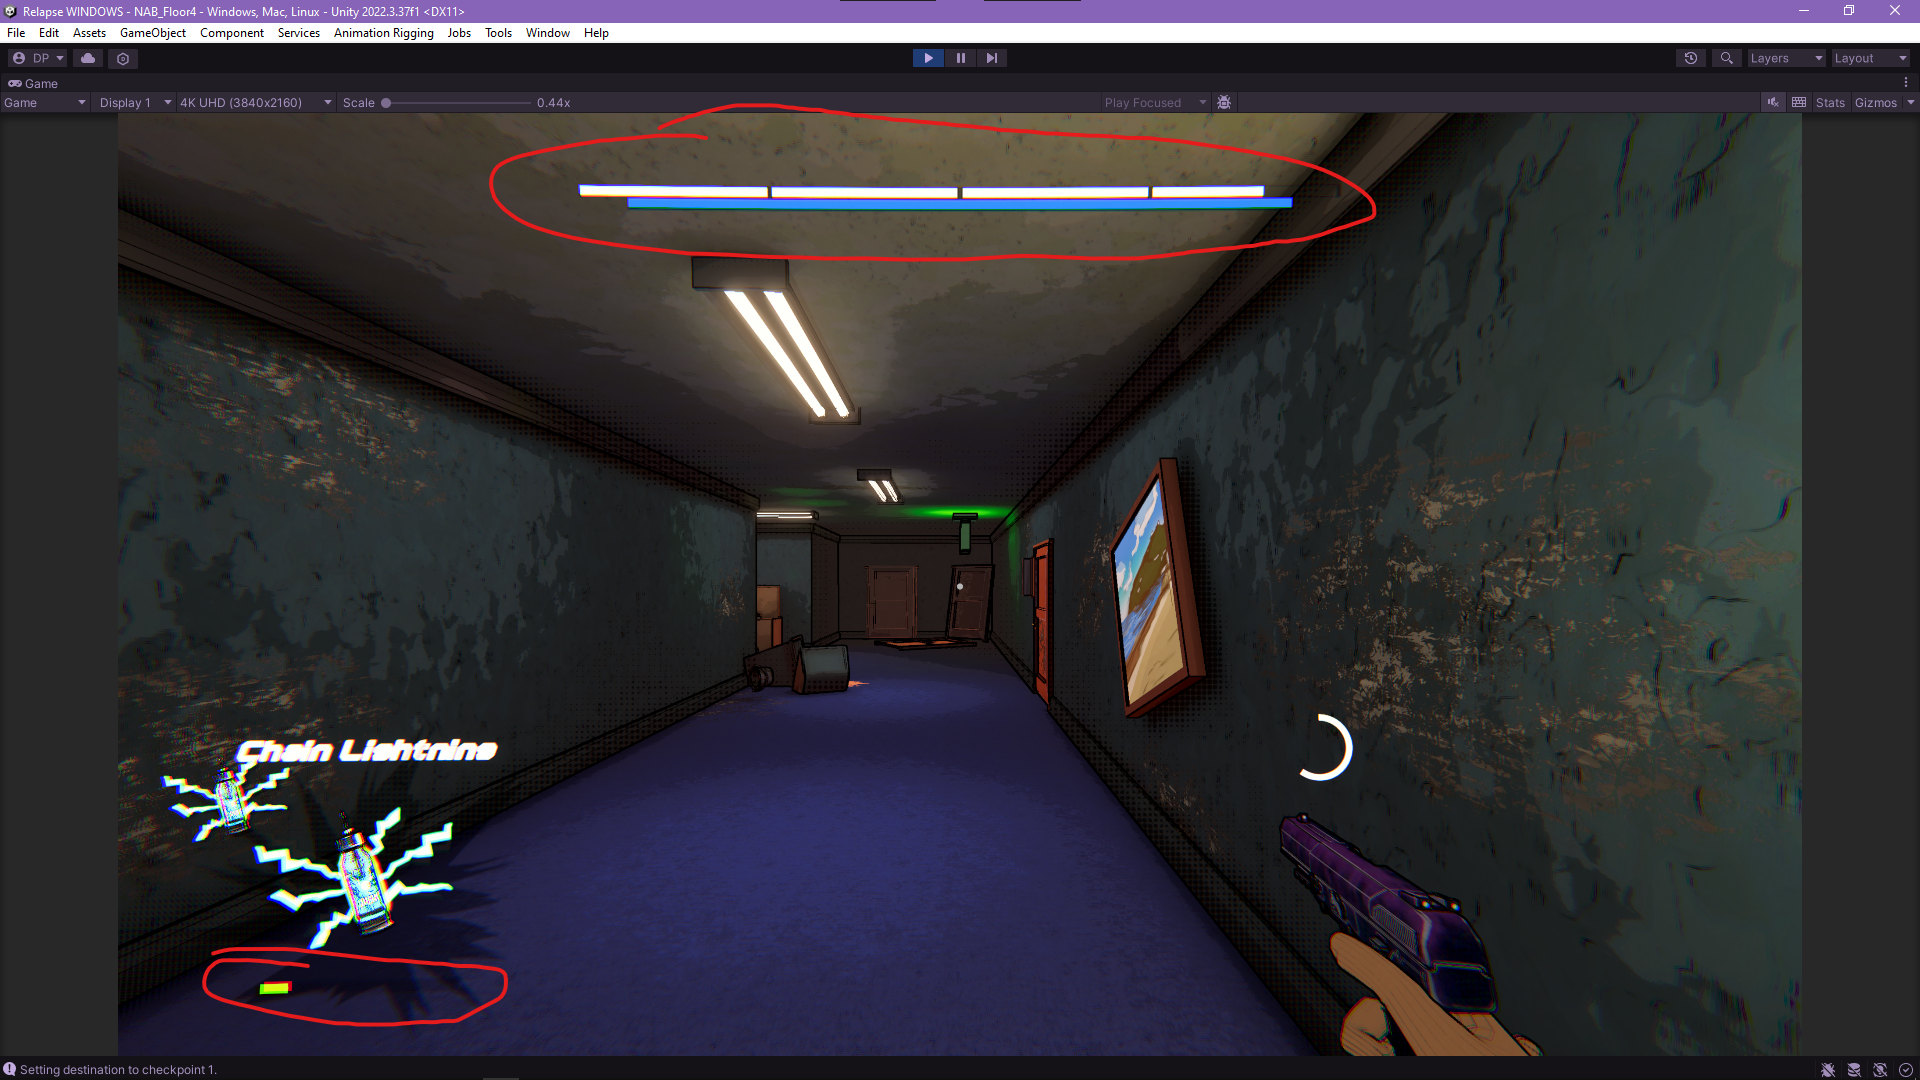 Relapse WINDOWS - NAB_Floor4 - Windows, Mac, Linux - Unity 2022.3.37f1 <DX11>
File Edit Assets GameObject Component Services Animation Rigging Jobs Tools Window Help
DP Layers Layout
Game
Game Display 1 4K UHD (3840x2160) Scale 0.44x Play Focused Stats Gizmos
Chain Lightning
Setting destination to checkpoint 1.